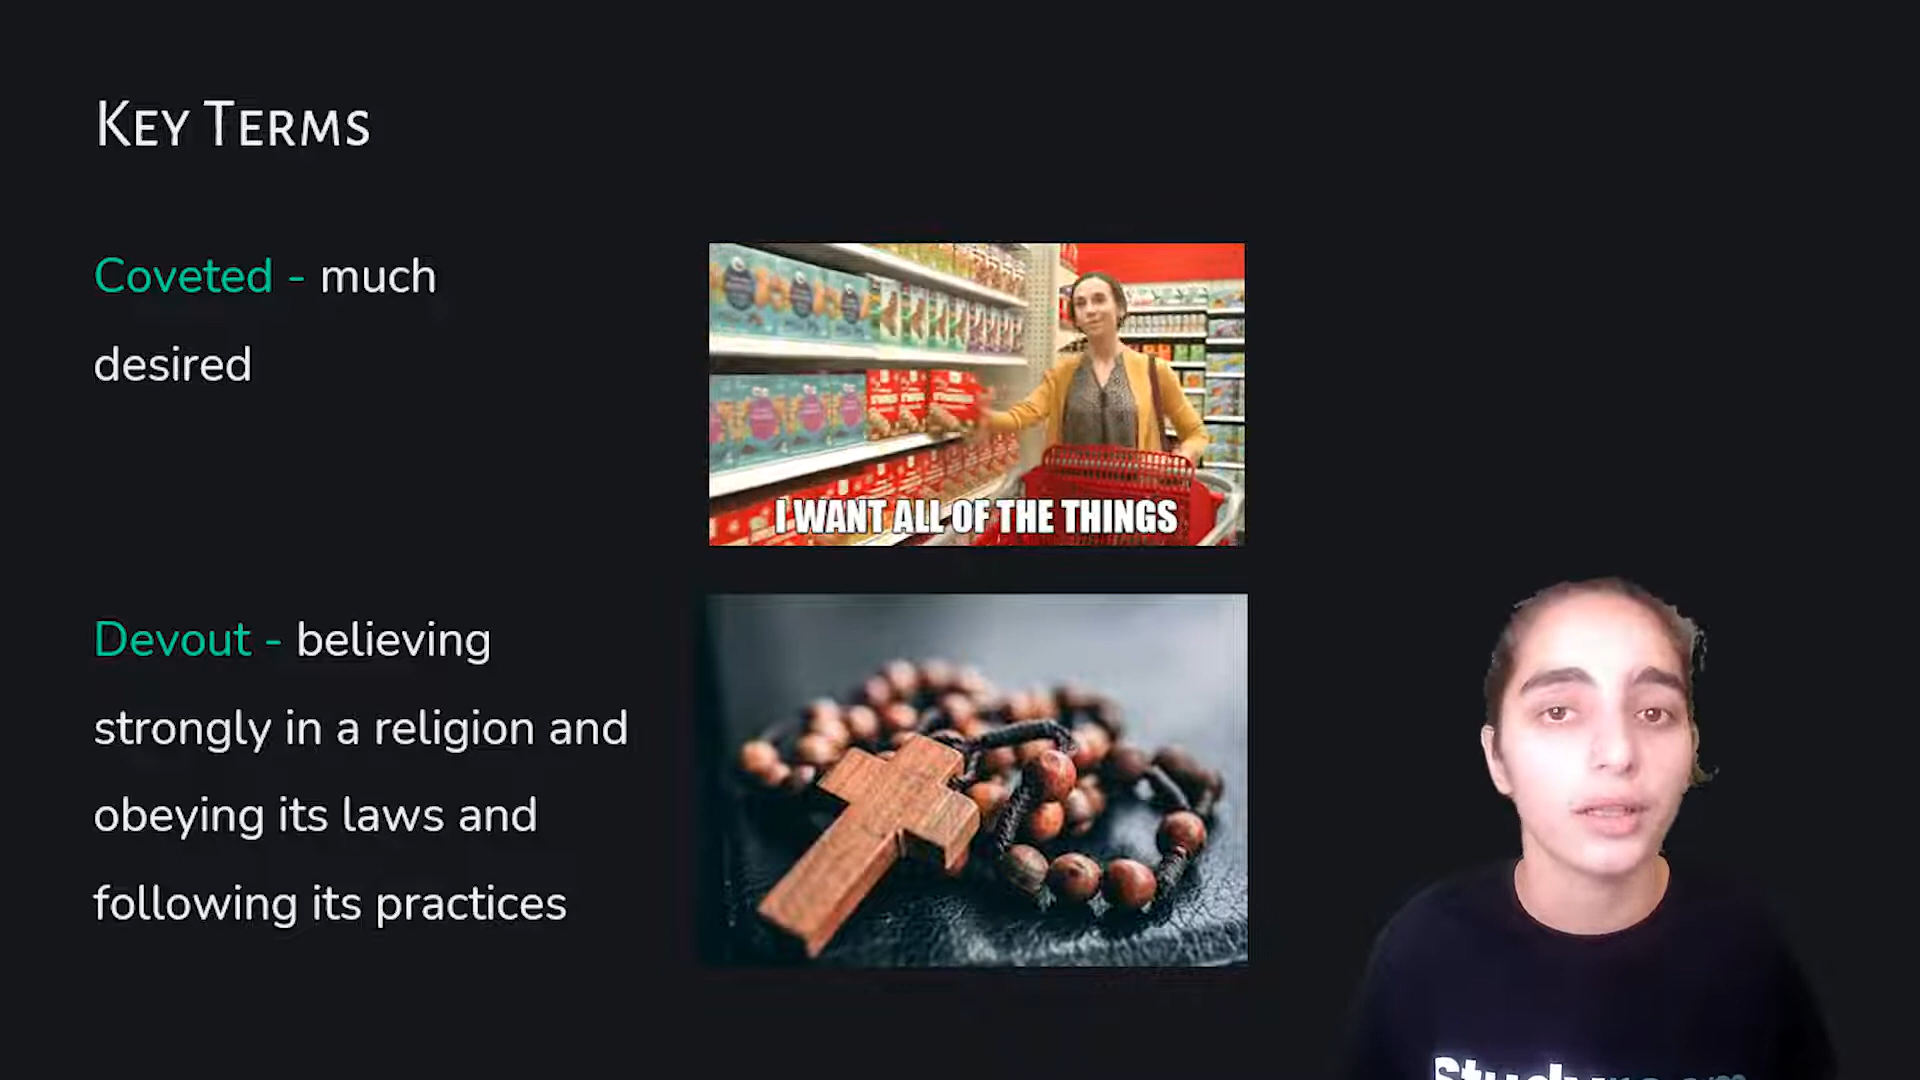 KEY TERMS
Coveted - much
desired
I WANT ALL OF THE THINGS
Devout - believing
strongly in a religion and
obeying its laws and
following its practices